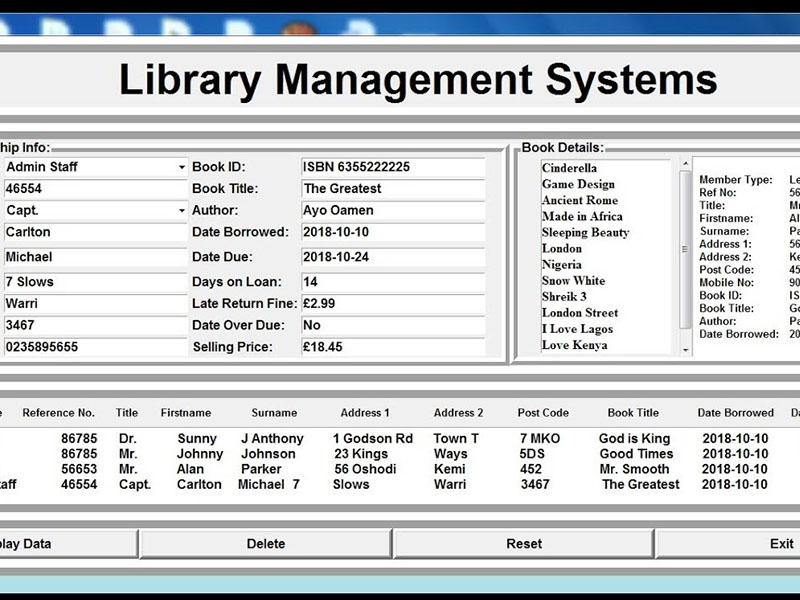 Library Management Systems
hip Info:
Admin Staff Book ID: ISBN 6355222225
46554 Book Title: The Greatest
Capt. Author: Ayo Oamen
Carlton Date Borrowed: 2018-10-10
Michael Date Due: 2018-10-24
7 Slows Days on Loan: 14
Warri Late Return Fine: £2.99
3467 Date Over Due: No
0235895655 Selling Price: £18.45
Book Details:
Cinderella
Game Design
Ancient Rome
Made in Africa
Sleeping Beauty
London
Nigeria
Snow White
Shreik 3
London Street
I Love Lagos
Love Kenya
Member Type: Le
Ref No: 56
Title: Mr
Firstname: Al
Surname: Pa
Address 1: 56
Address 2: Ke
Post Code: 45
Mobile No: 90
Book ID: IS
Book Title: Go
Author: Pa
Date Borrowed: 20
e Reference No. Title Firstname Surname Address 1 Address 2 Post Code Book Title Date Borrowed Da
86785 Dr. Sunny J Anthony 1 Godson Rd Town T 7 MKO God is King 2018-10-10
86785 Mr. Johnny Johnson 23 Kings Ways 5DS Good Times 2018-10-10
56653 Mr. Alan Parker 56 Oshodi Kemi 452 Mr. Smooth 2018-10-10
aff 46554 Capt. Carlton Michael 7 Slows Warri 3467 The Greatest 2018-10-10
play Data Delete Reset Exit